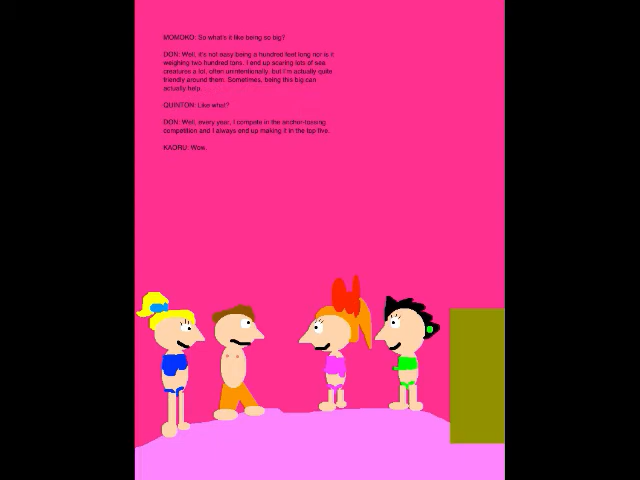 MOMOKO: So what's it like being so big?
DON: Well, it's not easy being a hundred feet long nor is it
weighing two-hundred tons. I end up scaring lots of sea
creatures a lot, often unintentionally, but I'm actually quite
friendly around them. Sometimes, being this big can
actually help.
QUINTON: Like what?
DON: Well, every year, I compete in the anchor-tossing
competition and I always end up making it in the top five.
KAORU: Wow.